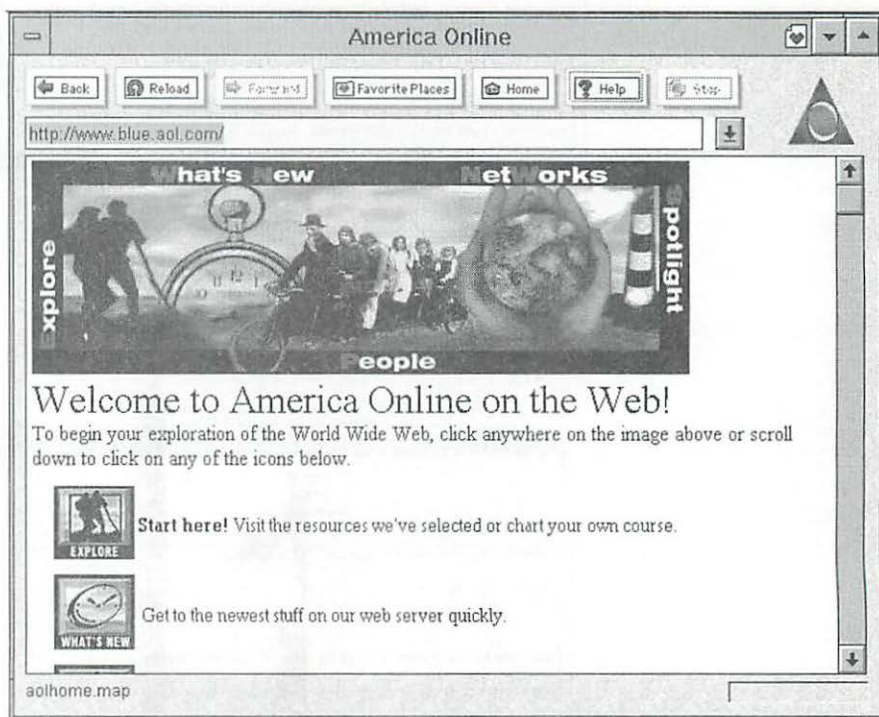 America Online
Back Reload Forward Favorite Places Home Help Stop
http://www.blue.aol.com/
What's New NetWorks
Explore
Spotlight
People
Welcome to America Online on the Web!
To begin your exploration of the World Wide Web, click anywhere on the image above or scroll
down to click on any of the icons below.
EXPLORE
Start here! Visit the resources we've selected or chart your own course.
WHAT'S NEW
Get to the newest stuff on our web server quickly.
aolhome.map